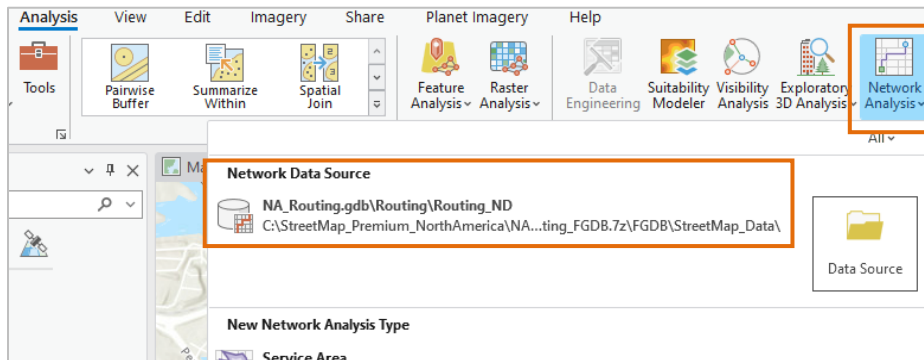 Analysis View Edit Imagery Share Planet Imagery Help
Tools
Pairwise Buffer
Summarize Within
Spatial Join
Feature Analysis
Raster Analysis
Data Engineering
Suitability Modeler
Visibility Analysis
Exploratory 3D Analysis
Network Analysis
All
Ma
Network Data Source
NA_Routing.gdb\Routing\Routing_ND
C:\StreetMap_Premium_NorthAmerica\NA...ting_FGDB.7z\FGDB\StreetMap_Data\
Data Source
New Network Analysis Type
Service Area